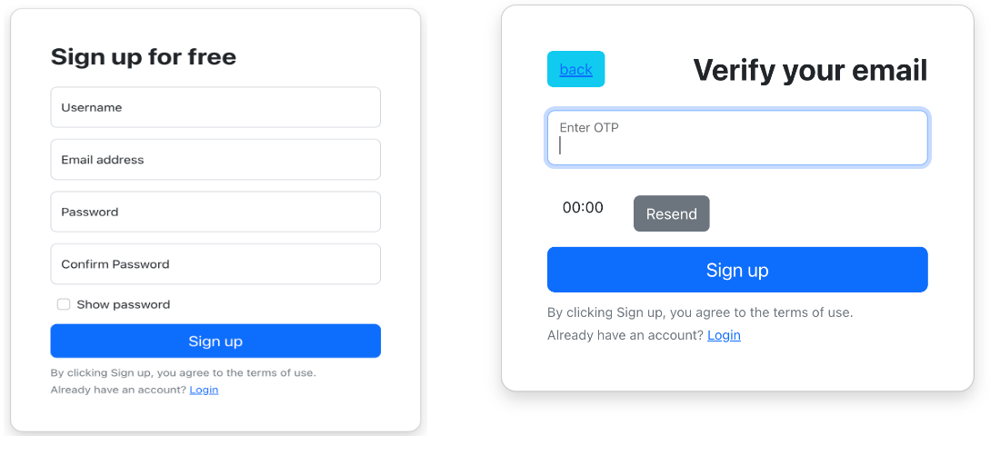 Sign up for free
Username
Email address
Password
Confirm Password
Show password
Sign up
By clicking Sign up, you agree to the terms of use.
Already have an account? Login
back
Verify your email
Enter OTP
00:00
Resend
Sign up
By clicking Sign up, you agree to the terms of use.
Already have an account? Login